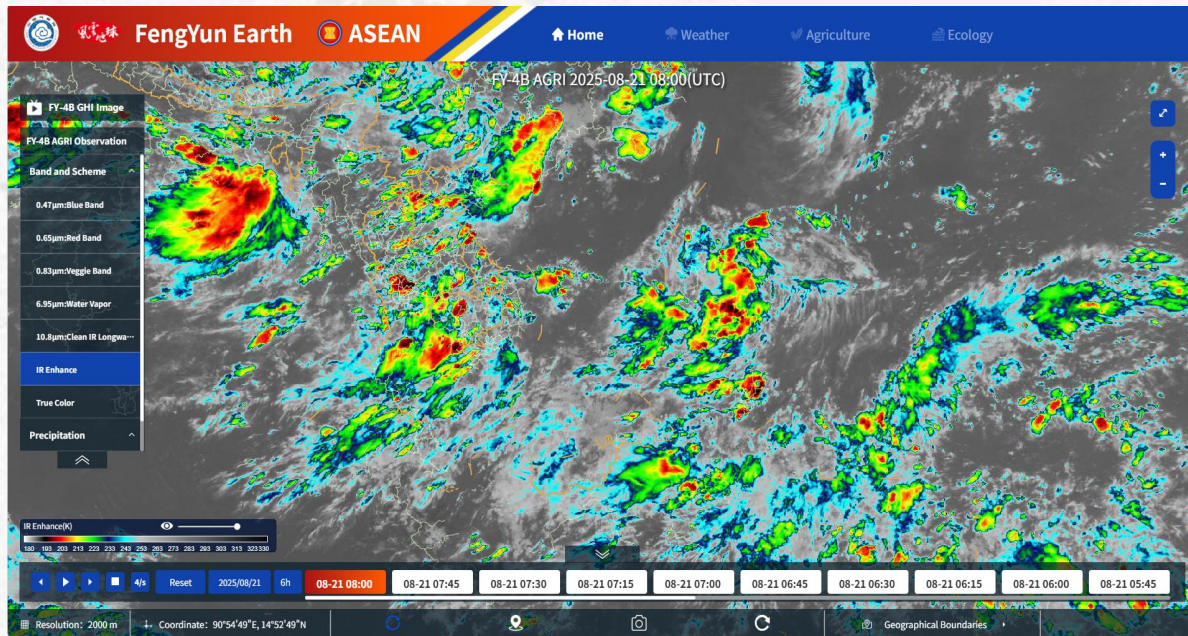 風雲地球 FengYun Earth ASEAN Home Weather Agriculture Ecology
FY-4B AGRI 2025-08-21 08:00(UTC)
FY-4B GHI Image
FY-4B AGRI Observation
Band and Scheme
0.47μm:Blue Band
0.65μm:Red Band
0.83μm:Veggie Band
6.95μm:Water Vapor
10.8μm:Clean IR Longwa···
IR Enhance
True Color
Precipitation
IR Enhance(K)
180 193 203 213 223 233 243 253 263 273 283 293 303 313 323 330
4/s Reset 2025/08/21 6h 08-21 08:00 08-21 07:45 08-21 07:30 08-21 07:15 08-21 07:00 08-21 06:45 08-21 06:30 08-21 06:15 08-21 06:00 08-21 05:45
Resolution: 2000 m Coordinate: 90°54'49"E, 14°52'49"N Geographical Boundaries